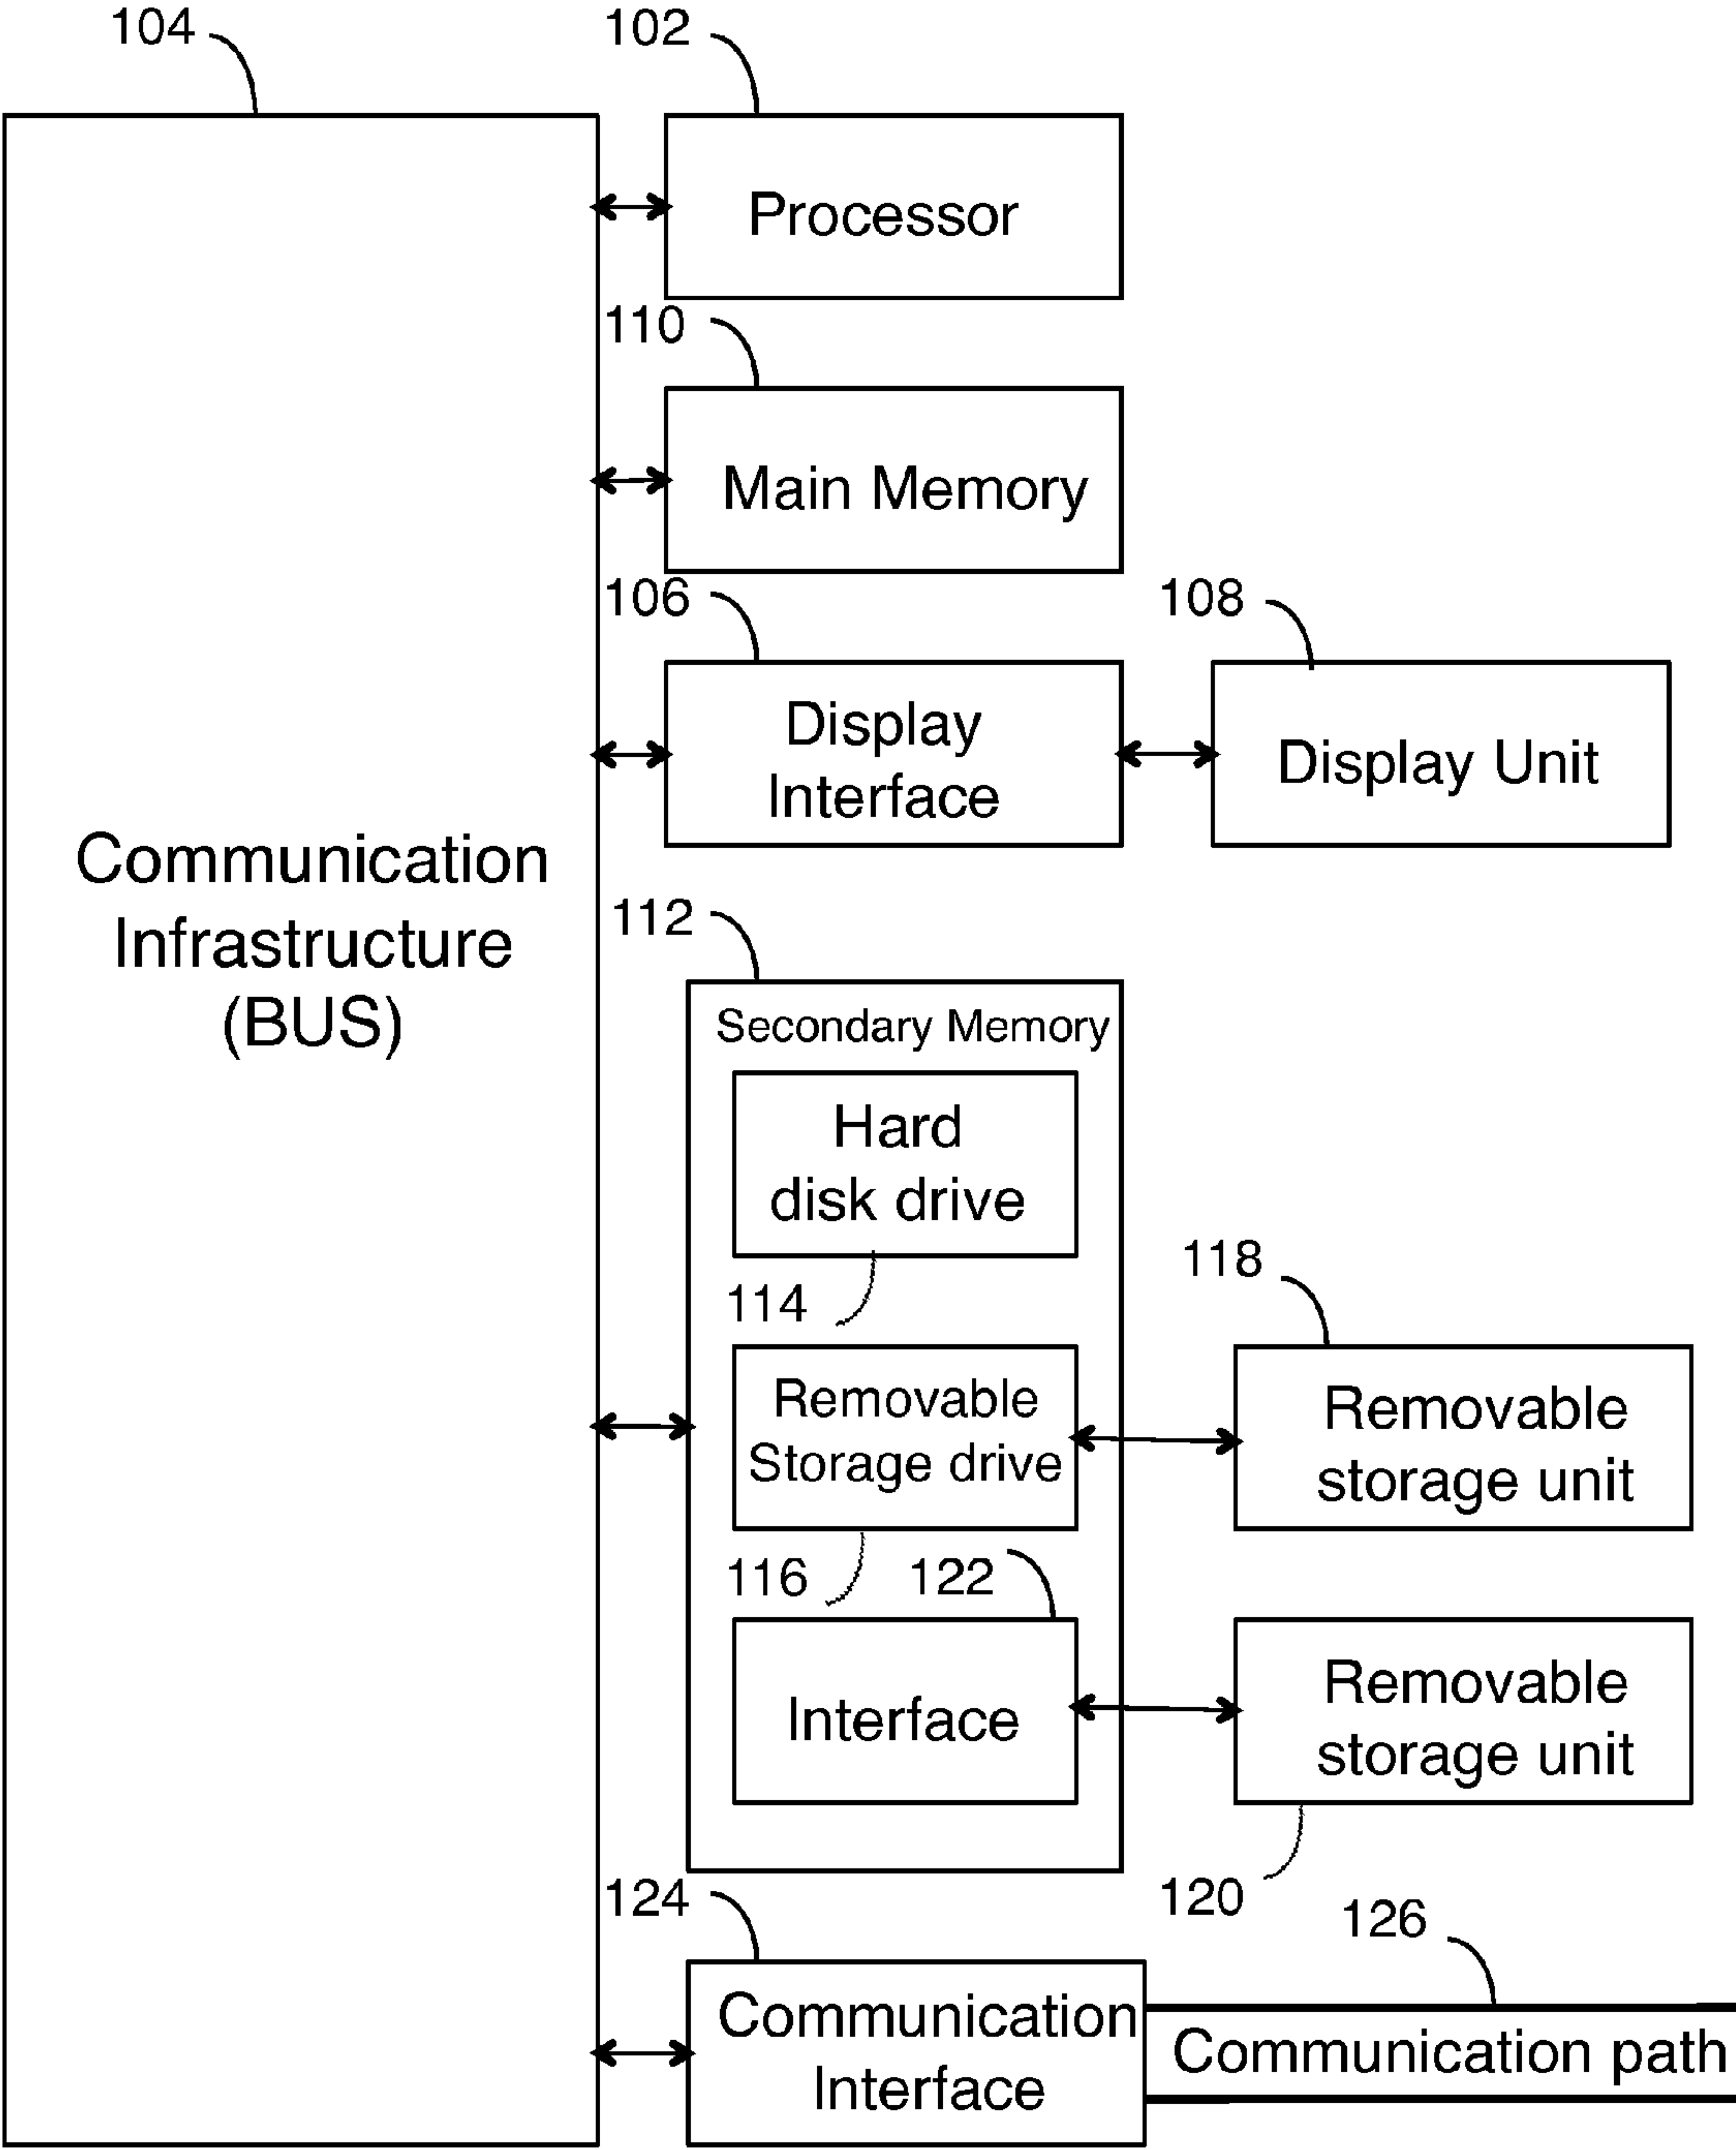 104
102
Processor
110
Main Memory
106
108
Display
Interface
Display Unit
Communication
Infrastructure
(BUS)
112
Secondary Memory
Hard
disk drive
114
118
Removable
Storage drive
Removable
storage unit
116
122
Interface
Removable
storage unit
124
120
126
Communication
Interface
Communication path